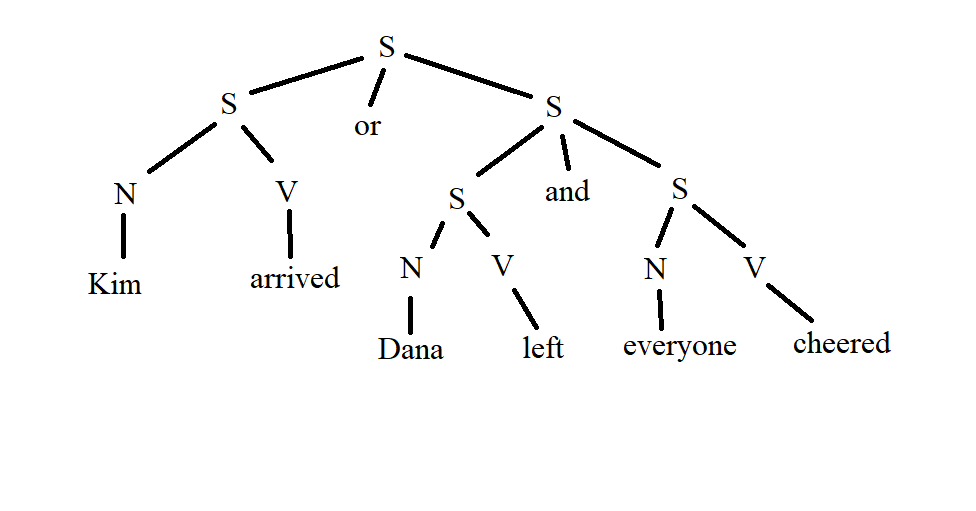 S
S or S
N V S and S
Kim arrived N V N V
Dana left everyone cheered